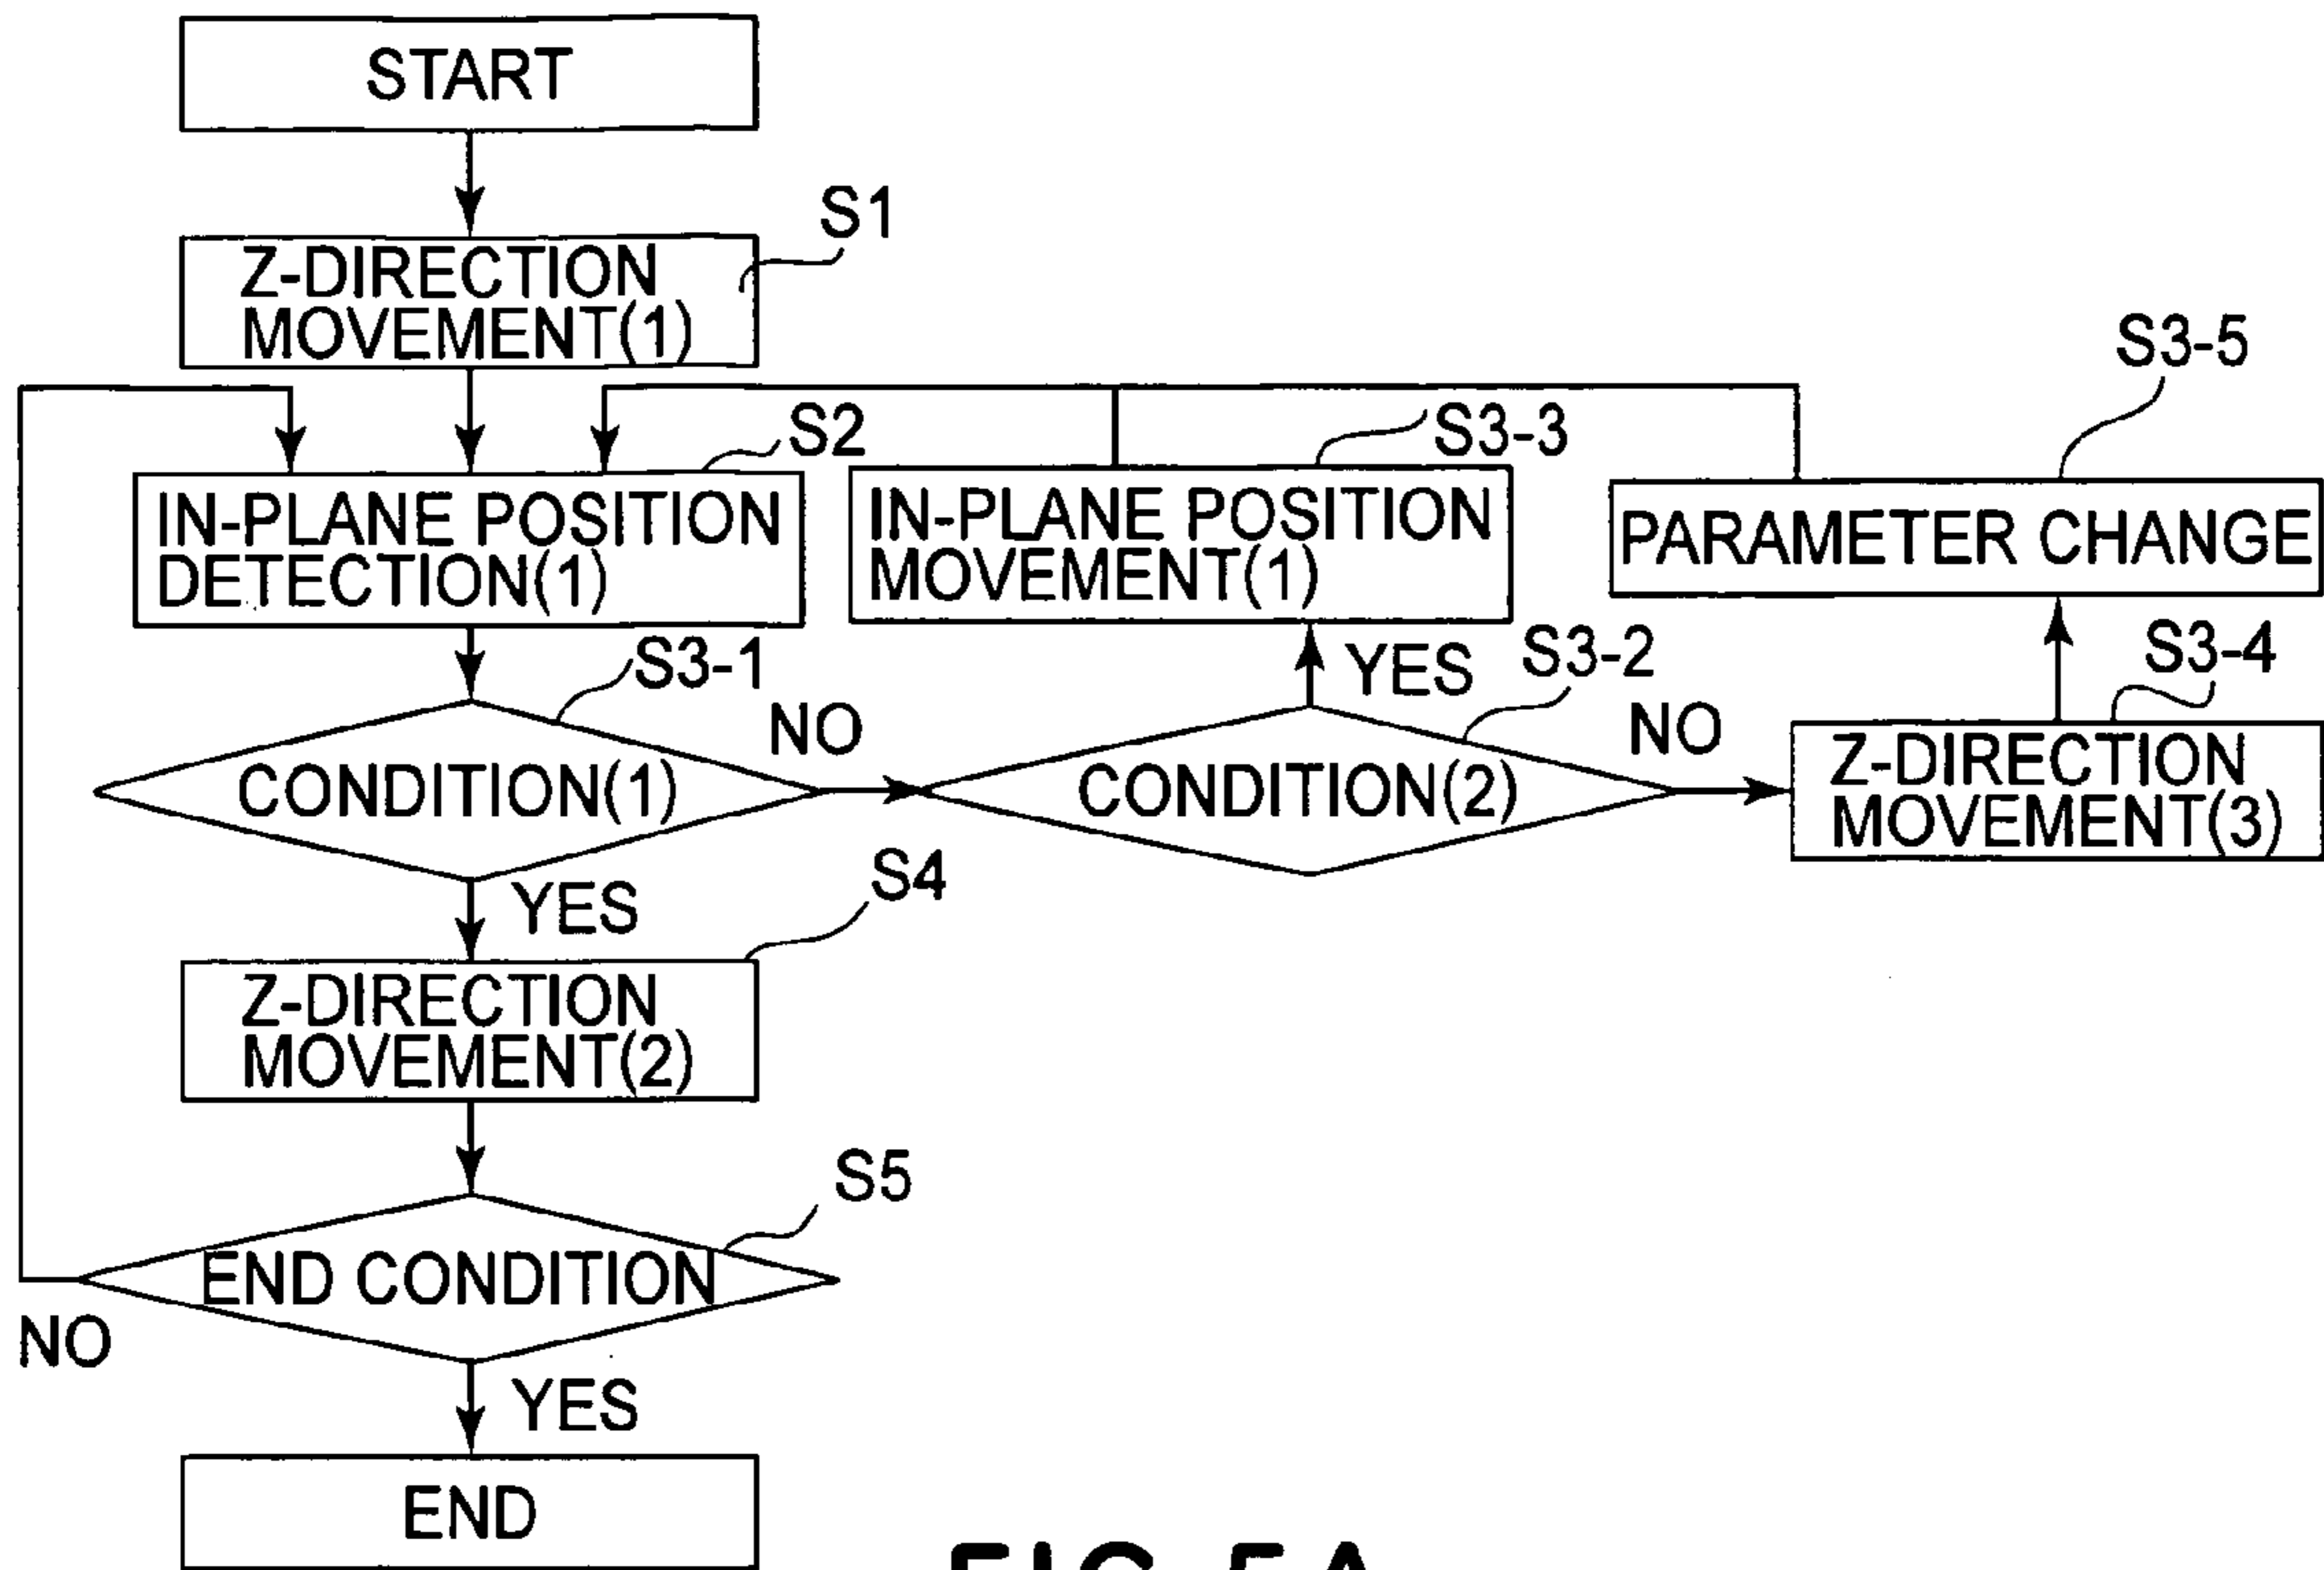 START
S1
Z-DIRECTION
MOVEMENT(1)
S3-5
S2
S3-3
IN-PLANE POSITION
DETECTION(1)
IN-PLANE POSITION
MOVEMENT(1)
PARAMETER CHANGE
S3-1
YES
S3-2
S3-4
NO
NO
CONDITION(1)
CONDITION(2)
Z-DIRECTION
MOVEMENT(3)
YES
S4
Z-DIRECTION
MOVEMENT(2)
S5
END CONDITION
NO
YES
END
FIG.5A